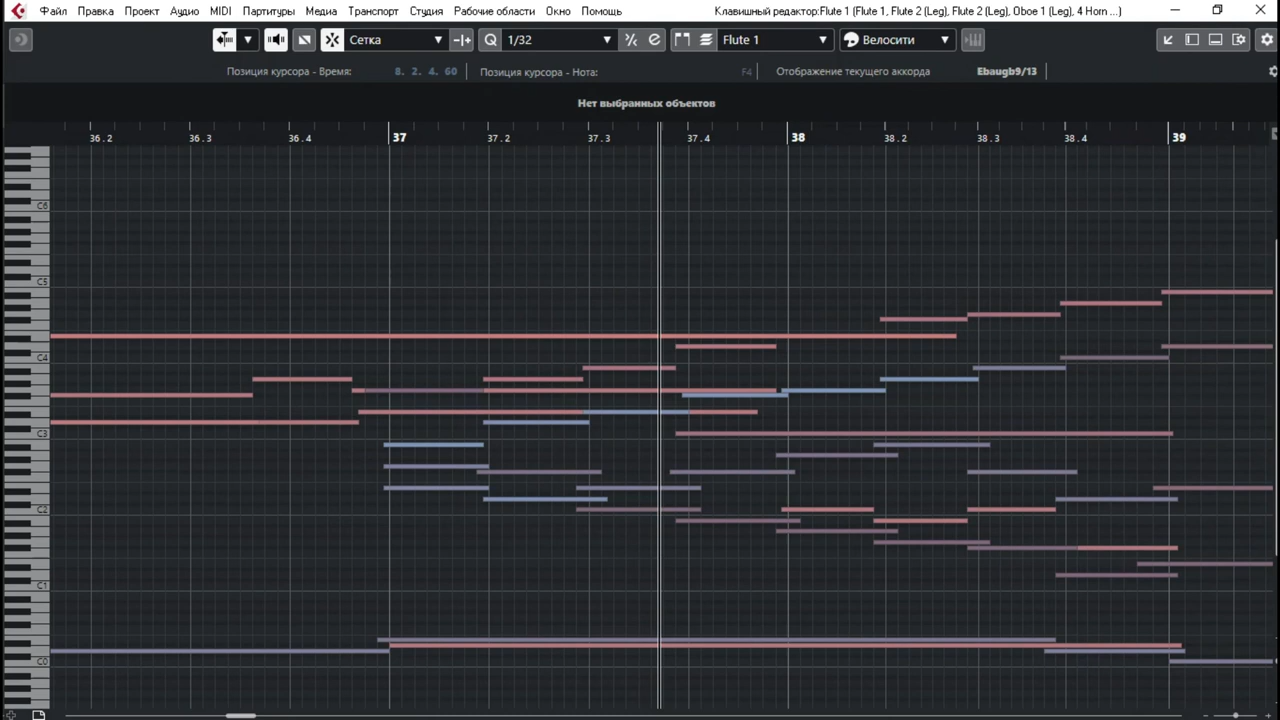 Файл Правка Проект Аудио MIDI Партитуры Медиа Транспорт Студия Рабочие области Окно Помощь Клавишный редактор:Flute 1 (Flute 1, Flute 2 (Leg), Flute 2 (Leg), Oboe 1 (Leg), 4 Horn ...)
Сетка Q 1/32 Flute 1 Велосити
Позиция курсора - Время: 8. 2. 4. 60 Позиция курсора - Нота: F4 Отображение текущего аккорда Ebaugb9/13
Нет выбранных объектов
36.2 36.3 36.4 37 37.2 37.3 37.4 38 38.2 38.3 38.4 39
C6
C5
C4
C3
C2
C1
C0